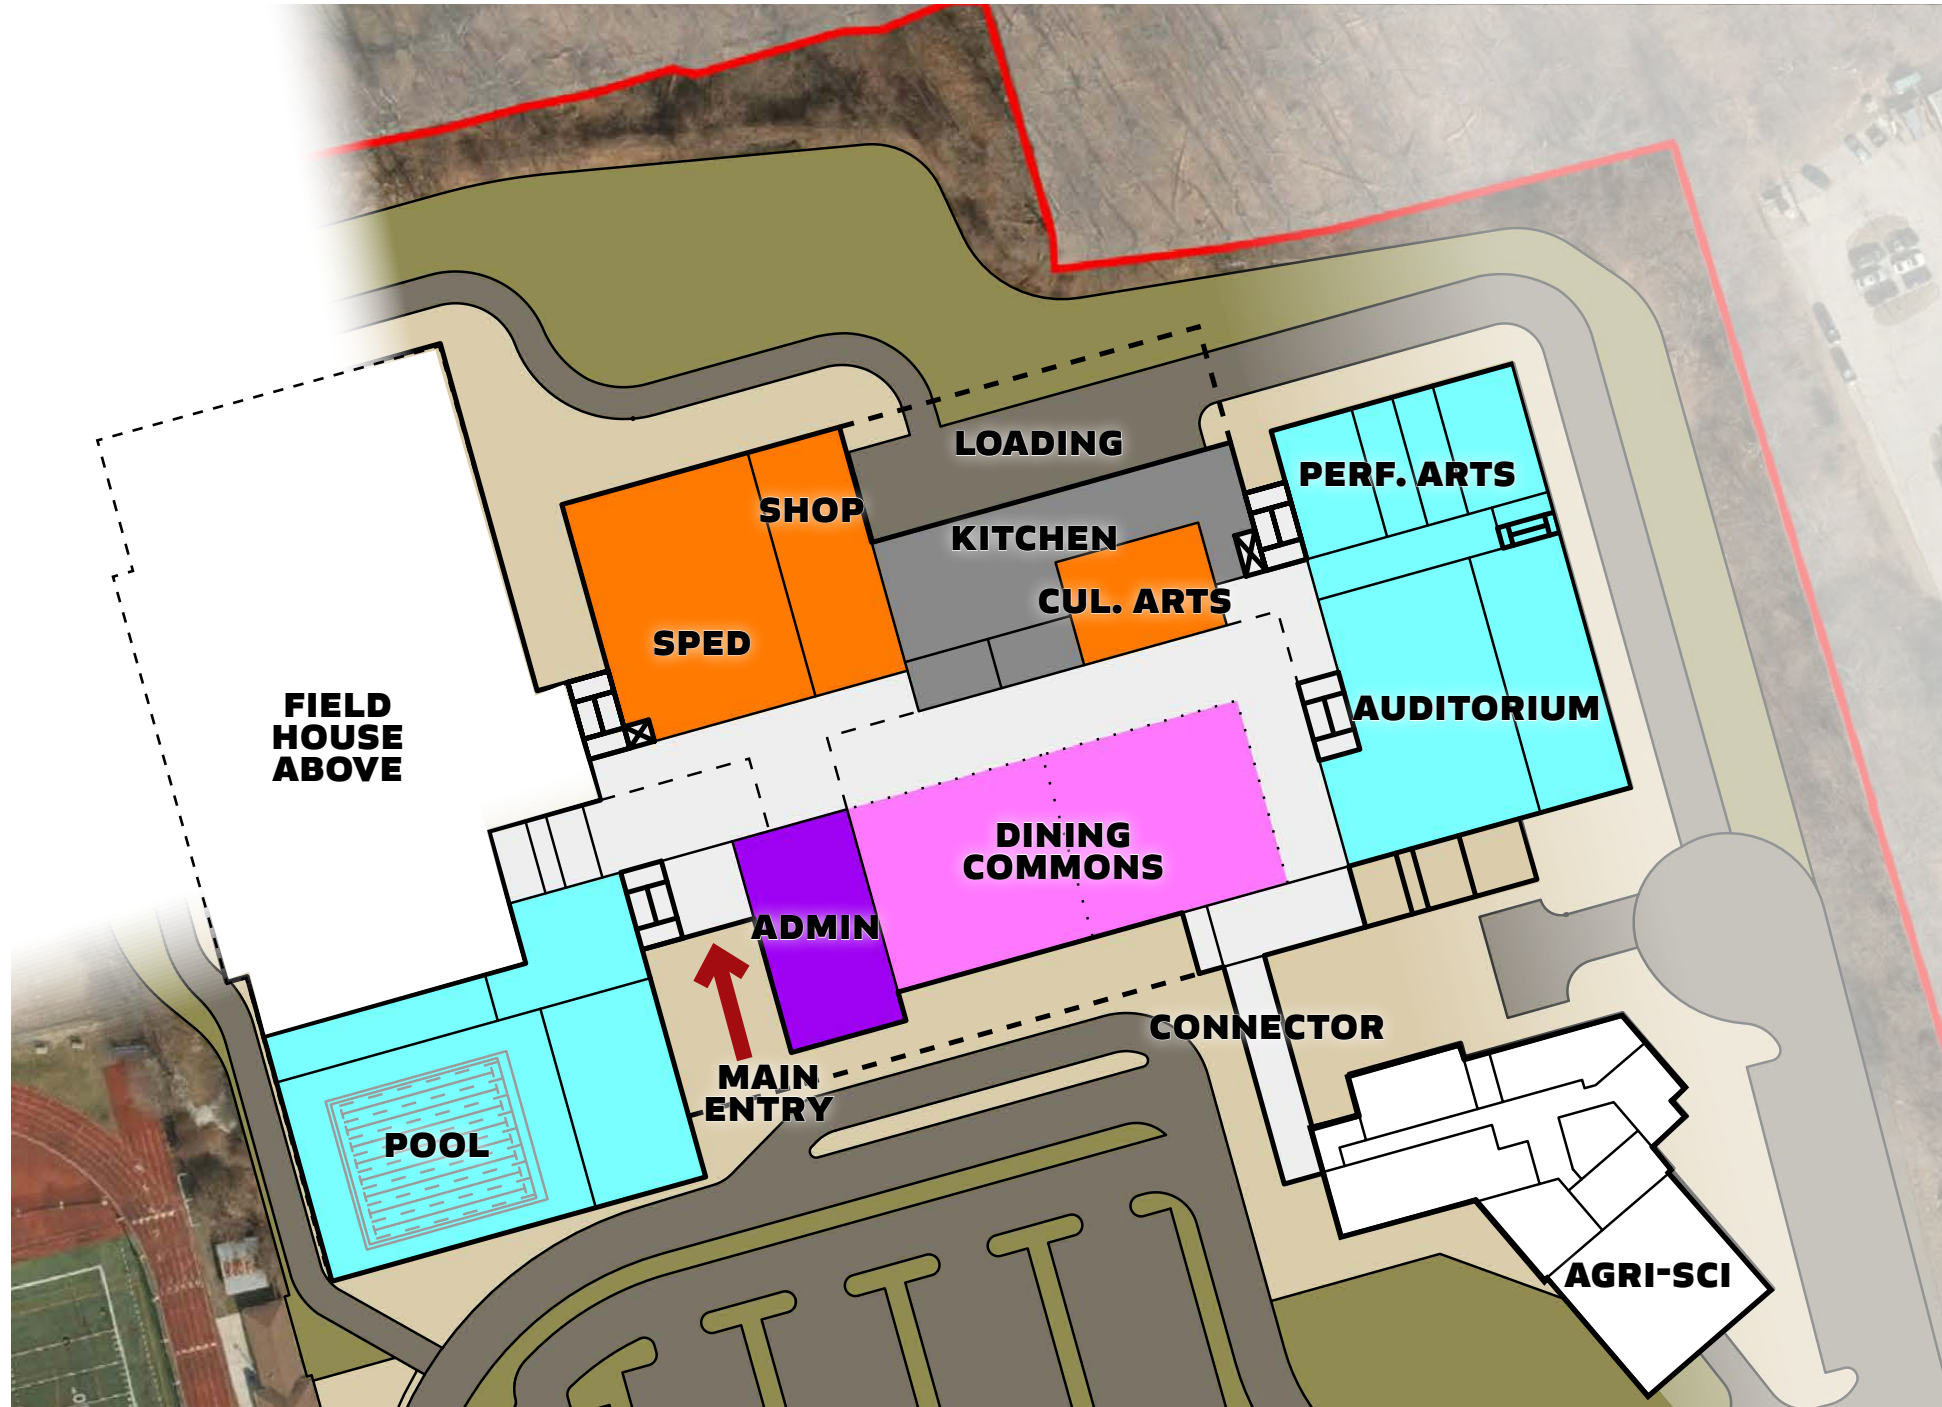 LOADING
PERF. ARTS
SHOP
KITCHEN
CUL. ARTS
SPED
FIELD
HOUSE
ABOVE
AUDITORIUM
DINING
COMMONS
ADMIN
CONNECTOR
MAIN
ENTRY
POOL
AGRI-SCI